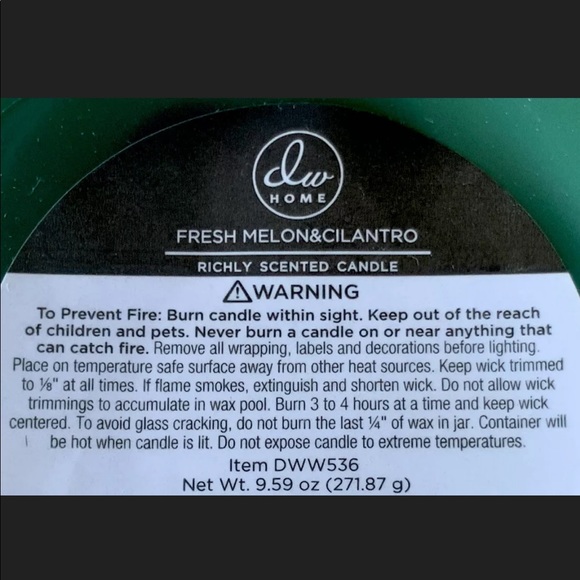 dw
HOME
FRESH MELON&CILANTRO
RICHLY SCENTED CANDLE
⚠WARNING
To Prevent Fire: Burn candle within sight. Keep out of the reach
of children and pets. Never burn a candle on or near anything that
can catch fire. Remove all wrapping, labels and decorations before lighting.
Place on temperature safe surface away from other heat sources. Keep wick trimmed
to ⅛" at all times. If flame smokes, extinguish and shorten wick. Do not allow wick
trimmings to accumulate in wax pool. Burn 3 to 4 hours at a time and keep wick
centered. To avoid glass cracking, do not burn the last ¼" of wax in jar. Container will
be hot when candle is lit. Do not expose candle to extreme temperatures.
Item DWW536
Net Wt. 9.59 oz (271.87 g)